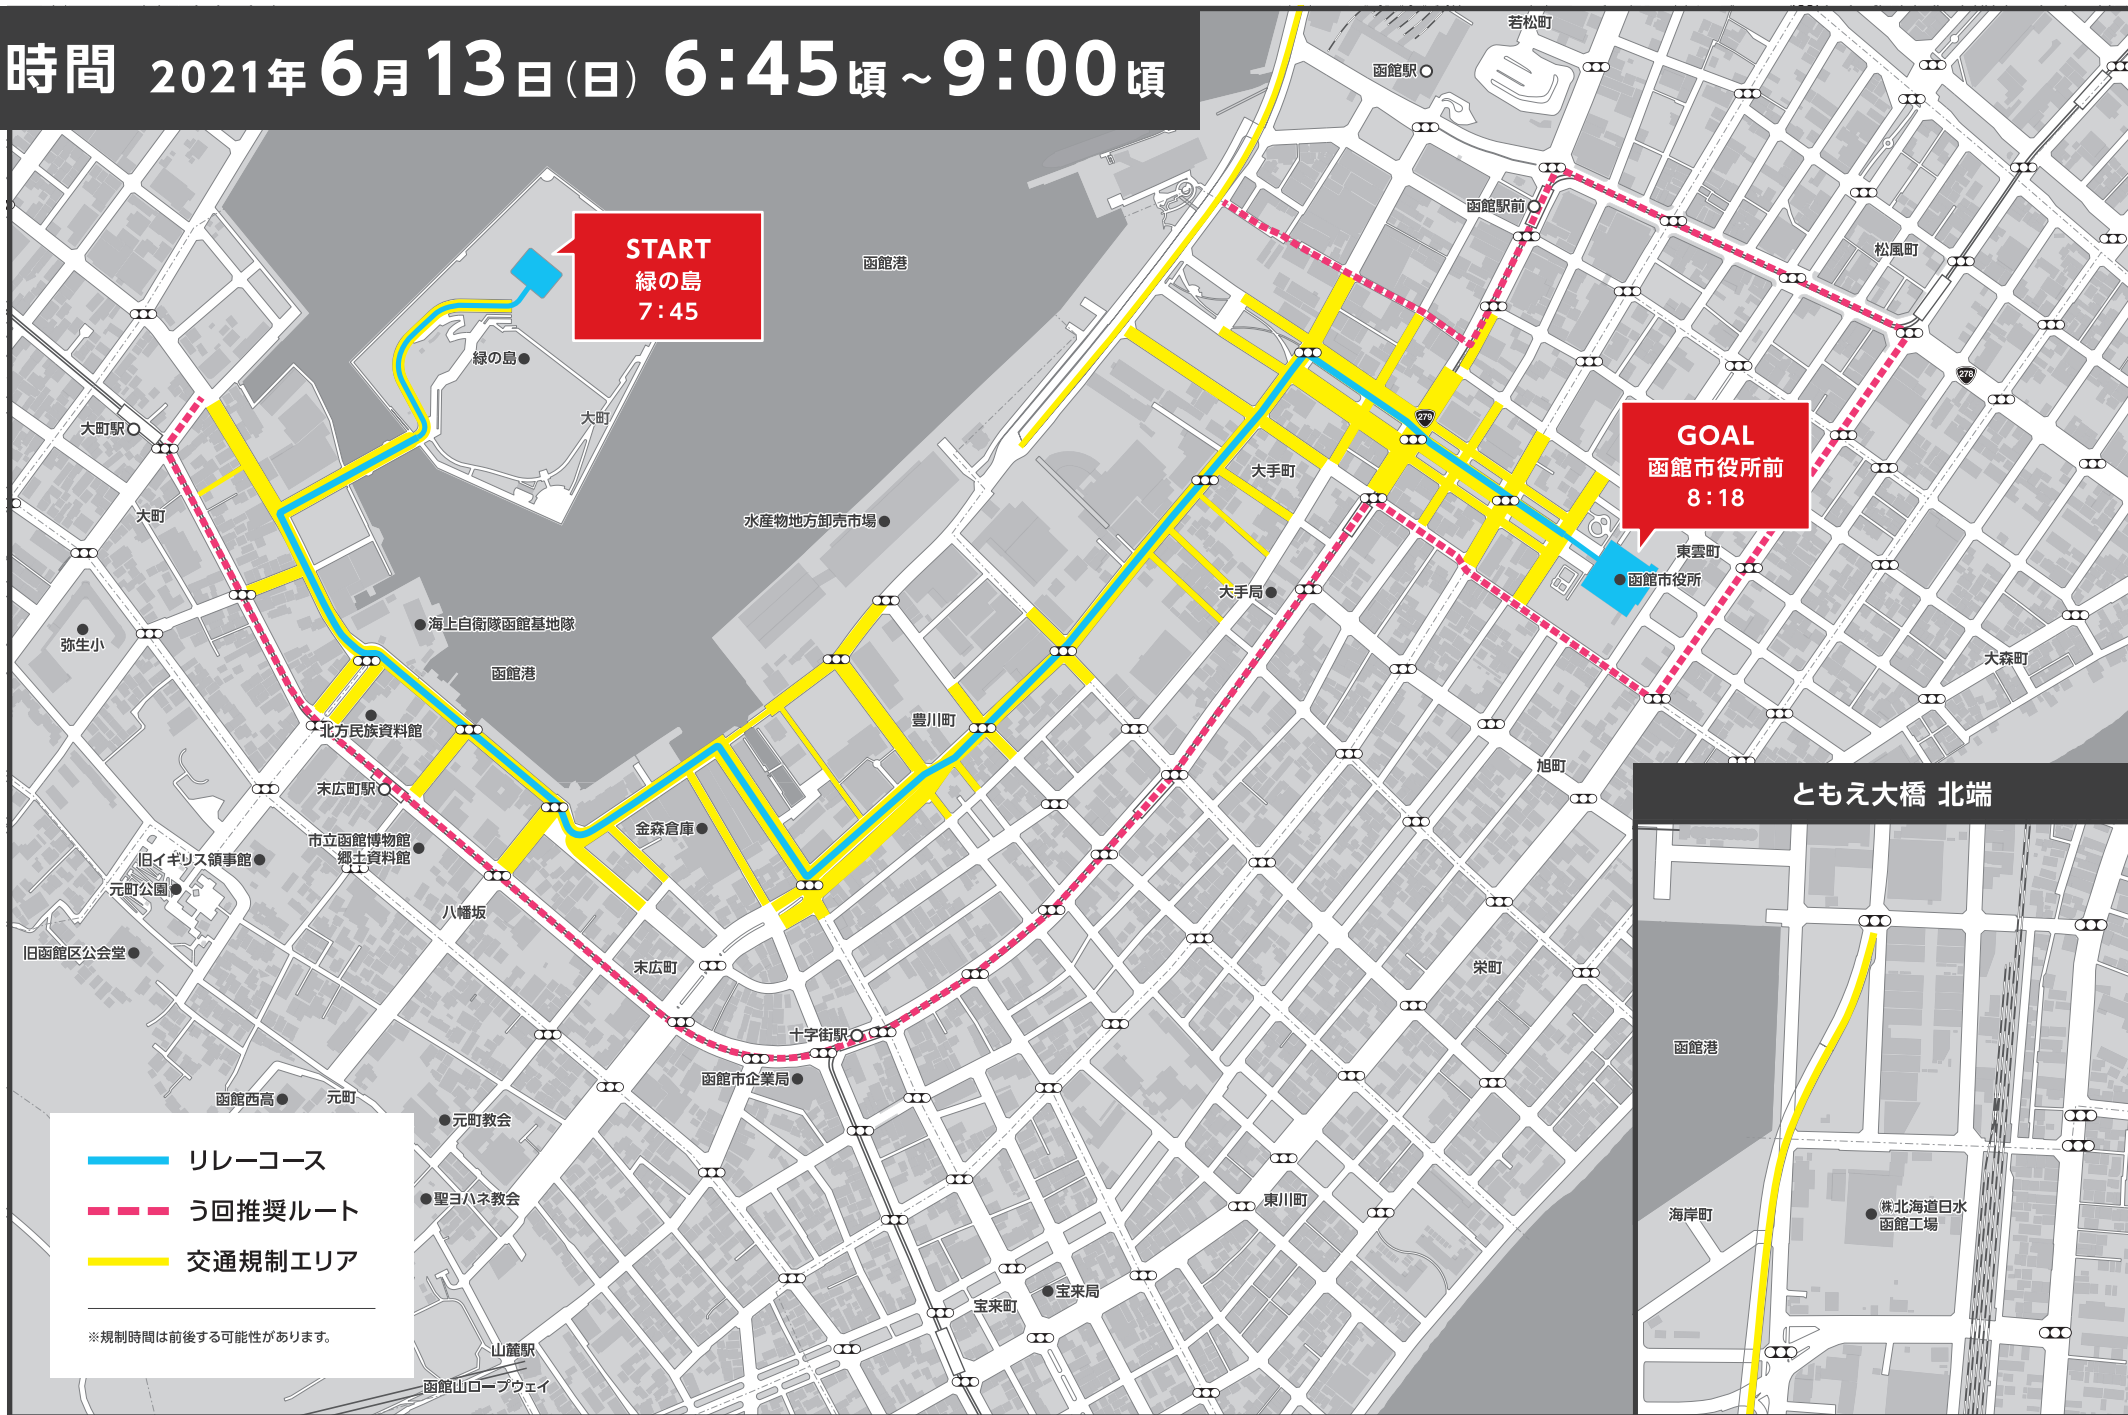 時間 2021年6月13日(日) 6:45頃～9:00頃
若松町
函館駅
函館駅前
松風町
START
緑の島
7:45
函館港
緑の島
大町
278
279
大町駅
GOAL
函館市役所前
8:18
大手町
大町
水産物地方卸売市場
東雲町
函館市役所
大手局
海上自衛隊函館基地隊
弥生小
函館港
大森町
豊川町
北方民族資料館
旭町
末広町駅
ともえ大橋 北端
金森倉庫
市立函館博物館
郷土資料館
旧イギリス領事館
元町公園
八幡坂
旧函館区公会堂
末広町
栄町
十字街駅
函館港
函館市企業局
函館西高
元町
元町教会
リレーコース
聖ヨハネ教会
東川町
㈱北海道日水
函館工場
海岸町
う回推奨ルート
交通規制エリア
宝来局
宝来町
※規制時間は前後する可能性があります。
山麓駅
函館山ロープウェイ